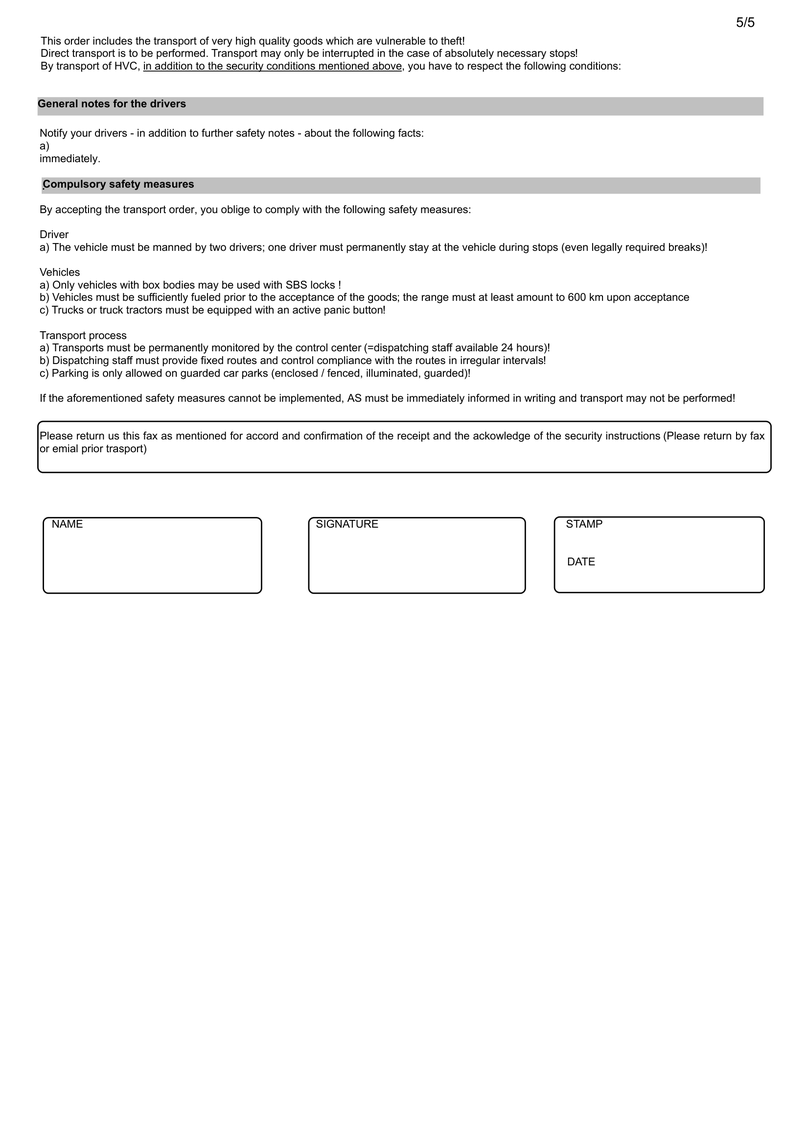 5/5
This order includes the transport of very high quality goods which are vulnerable to theft!
Direct transport is to be performed. Transport may only be interrupted in the case of absolutely necessary stops!
By transport of HVC, in addition to the security conditions mentioned above, you have to respect the following conditions:
General notes for the drivers
Notify your drivers - in addition to further safety notes - about the following facts:
a)
immediately.
Compulsory safety measures
By accepting the transport order, you oblige to comply with the following safety measures:
Driver
a) The vehicle must be manned by two drivers; one driver must permanently stay at the vehicle during stops (even legally required breaks)!
Vehicles
a) Only vehicles with box bodies may be used with SBS locks !
b) Vehicles must be sufficiently fueled prior to the acceptance of the goods; the range must at least amount to 600 km upon acceptance
c) Trucks or truck tractors must be equipped with an active panic button!
Transport process
a) Transports must be permanently monitored by the control center (=dispatching staff available 24 hours)!
b) Dispatching staff must provide fixed routes and control compliance with the routes in irregular intervals!
c) Parking is only allowed on guarded car parks (enclosed / fenced, illuminated, guarded)!
If the aforementioned safety measures cannot be implemented, AS must be immediately informed in writing and transport may not be performed!
Please return us this fax as mentioned for accord and confirmation of the receipt and the ackowledge of the security instructions (Please return by fax
or emial prior trasport)
NAME
SIGNATURE
STAMP
DATE